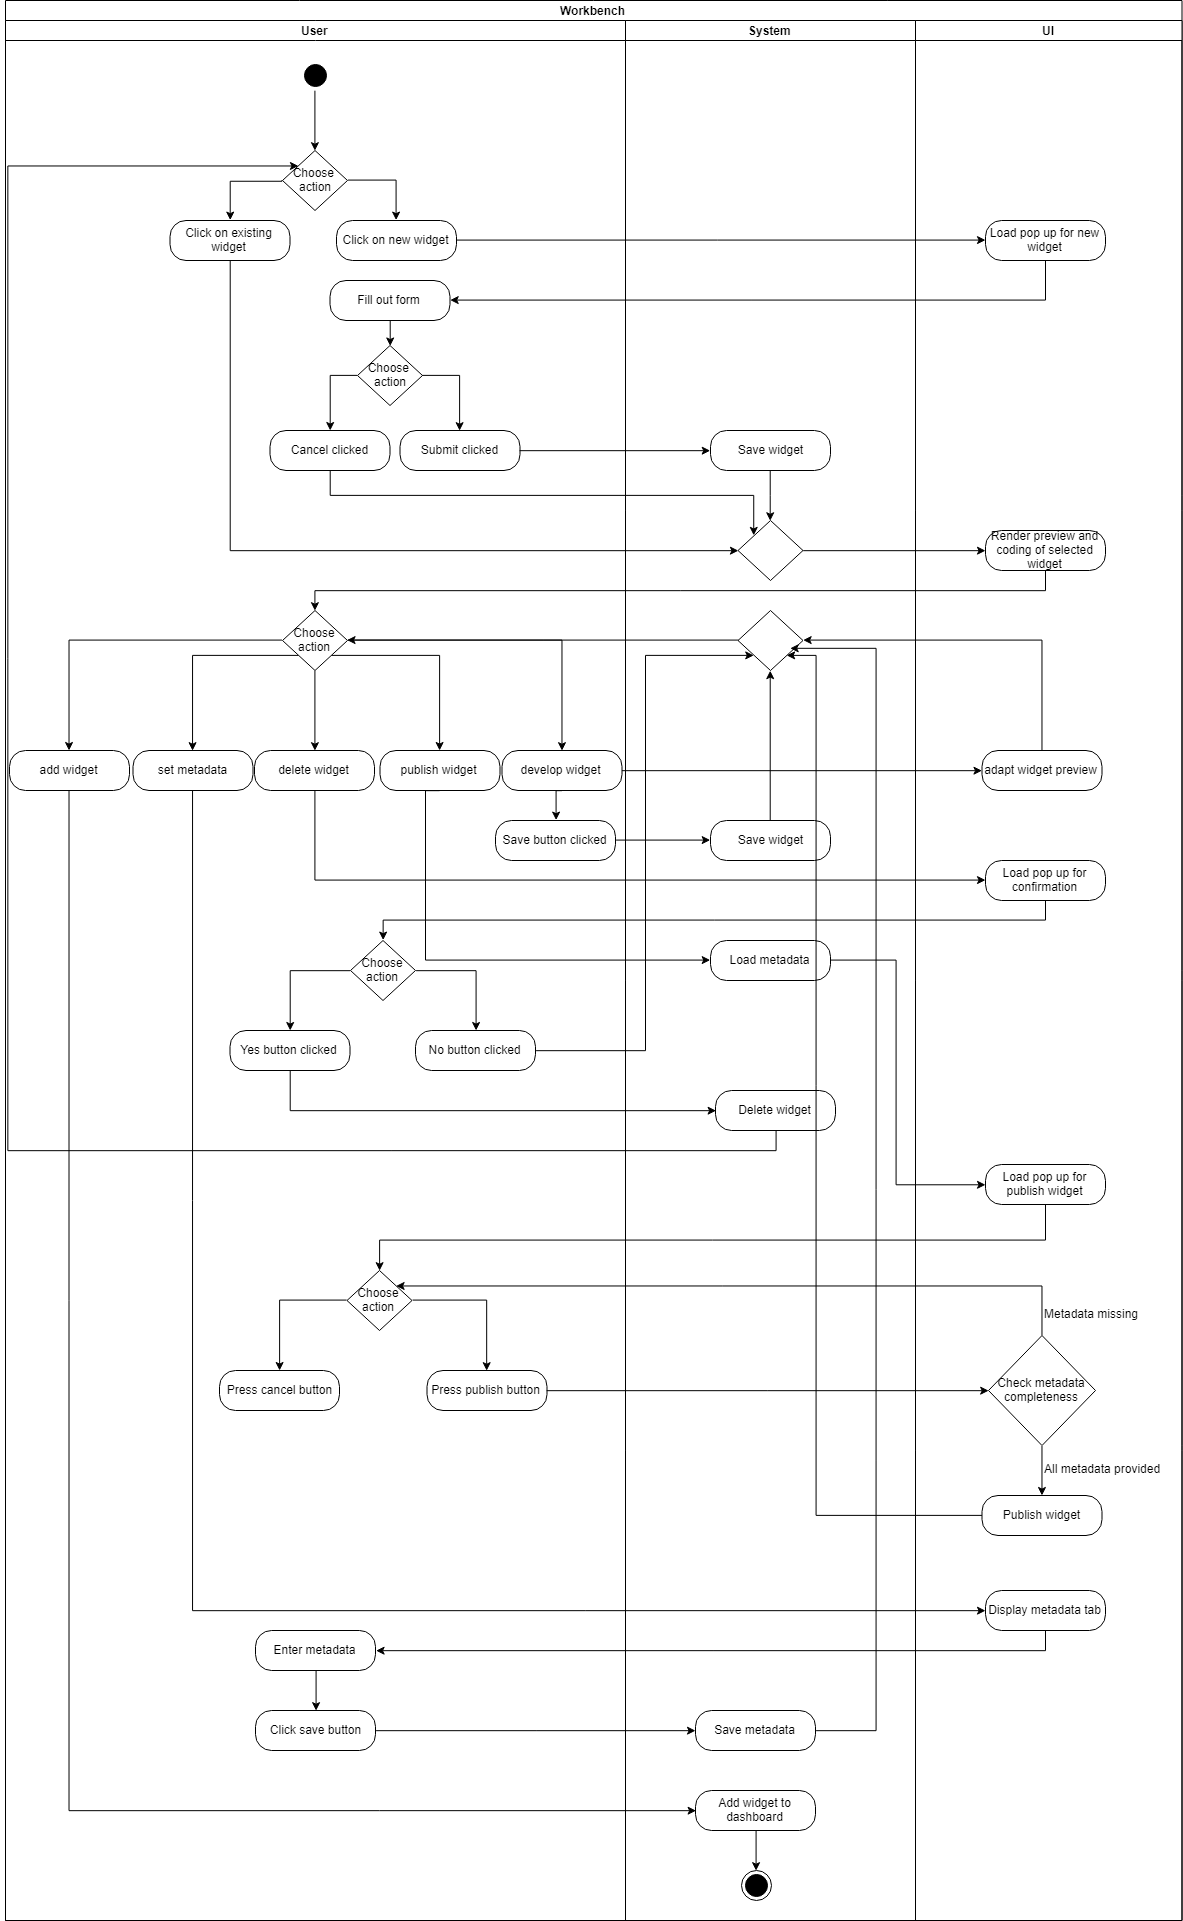 Workbench
User
System
UI
Choose
action
Click on existing
widget
Click on new widget
Load pop up for new
widget
Fill out form
Choose
action
Cancel clicked
Submit clicked
Save widget
Render preview and
coding of selected
widget
Choose
action
add widget
set metadata
delete widget
publish widget
develop widget
adapt widget preview
Save button clicked
Save widget
Load pop up for
confirmation
Choose
action
Load metadata
Yes button clicked
No button clicked
Delete widget
Load pop up for
publish widget
Choose
action
Metadata missing
Press cancel button
Press publish button
Check metadata
completeness
All metadata provided
Publish widget
Display metadata tab
Enter metadata
Click save button
Save metadata
Add widget to
dashboard